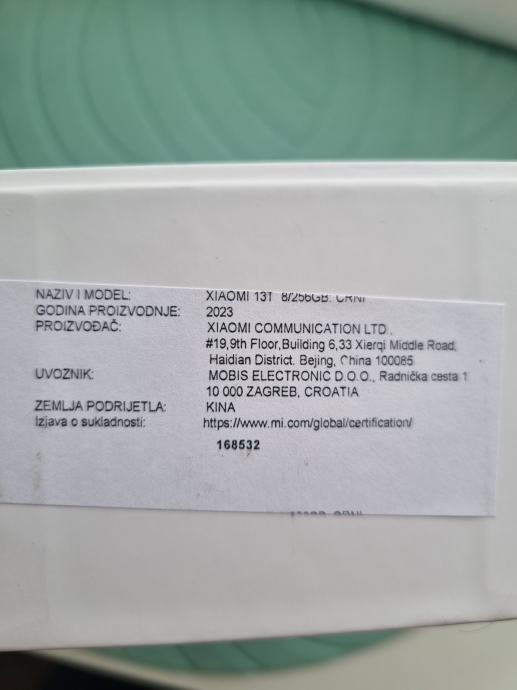 NAZIV I MODEL: XIAOMI 13T 8/256GB: CRNI
GODINA PROIZVODNJE: 2023
PROIZVOĐAČ: XIAOMI COMMUNICATION LTD.
#19,9th Floor,Building 6,33 Xierqi Middle Road,
Haidian District. Bejing, China 100085
UVOZNIK: MOBIS ELECTRONIC D.O.O., Radnička cesta 1
10 000 ZAGREB, CROATIA
ZEMLJA PODRIJETLA: KINA
Izjava o sukladnosti: https://www.mi.com/global/certification/
168532